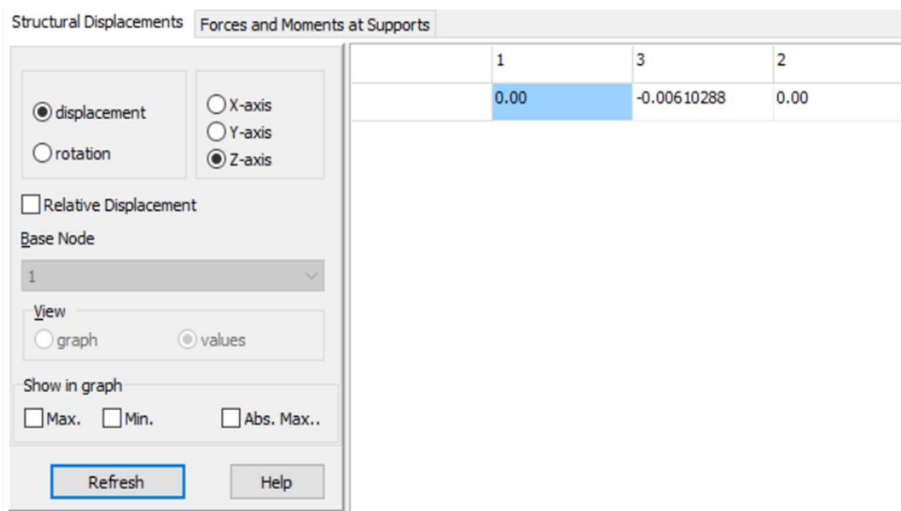 Structural Displacements Forces and Moments at Supports
displacement
rotation
X-axis
Y-axis
Z-axis
Relative Displacement
Base Node
1
View
graph values
Show in graph
Max. Min. Abs. Max..
Refresh Help
1 3 2
0.00 -0.00610288 0.00